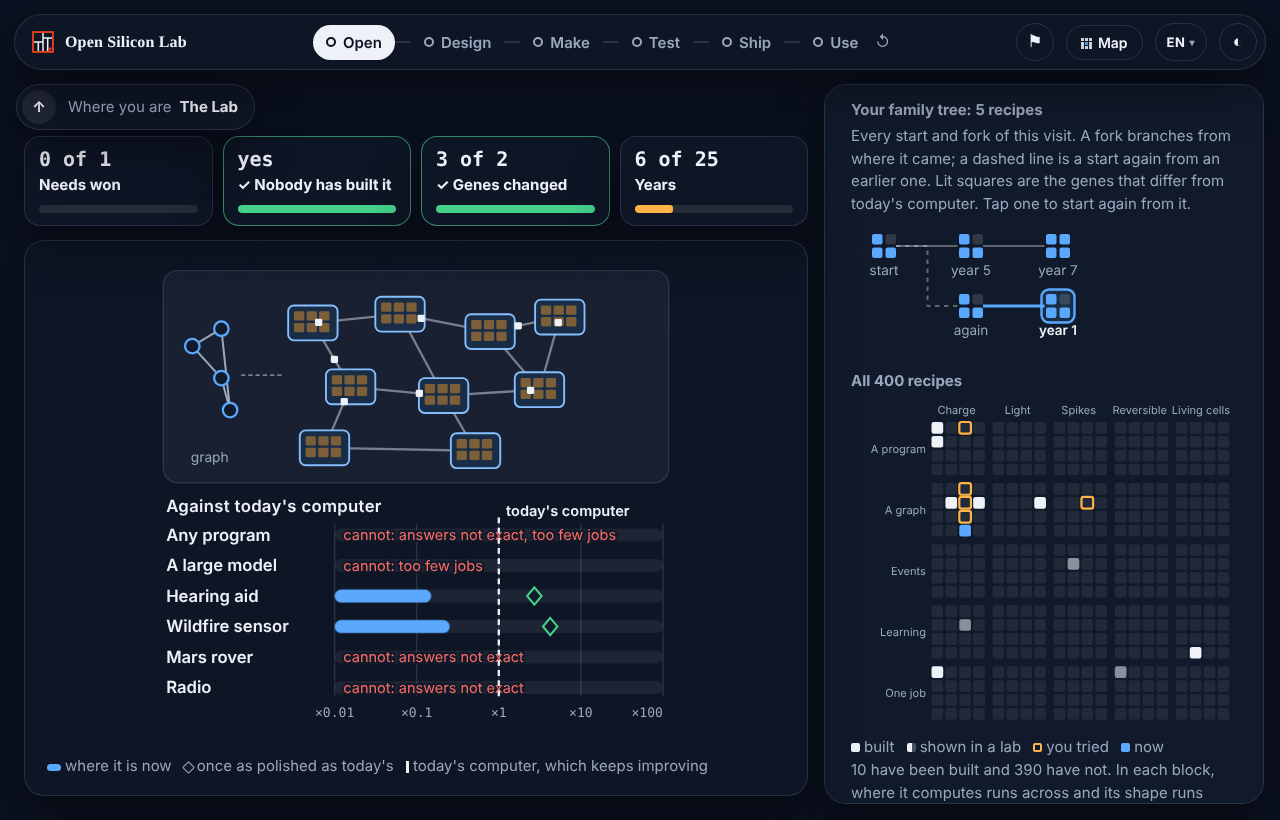 Open Silicon Lab
Open
Design
Make
Test
Ship
Use
Map
EN
Where you are The Lab
0 of 1
Needs won
yes
✓ Nobody has built it
3 of 2
✓ Genes changed
6 of 25
Years
graph
Against today's computer
today's computer
Any program
cannot: answers not exact, too few jobs
A large model
cannot: too few jobs
Hearing aid
Wildfire sensor
Mars rover
cannot: answers not exact
Radio
cannot: answers not exact
×0.01
×0.1
×1
×10
×100
where it is now
once as polished as today's
today's computer, which keeps improving
Your family tree: 5 recipes
Every start and fork of this visit. A fork branches from
where it came; a dashed line is a start again from an
earlier one. Lit squares are the genes that differ from
today's computer. Tap one to start again from it.
start
year 5
year 7
again
year 1
All 400 recipes
Charge
Light
Spikes
Reversible
Living cells
A program
A graph
Events
Learning
One job
built
shown in a lab
you tried
now
10 have been built and 390 have not. In each block,
where it computes runs across and its shape runs